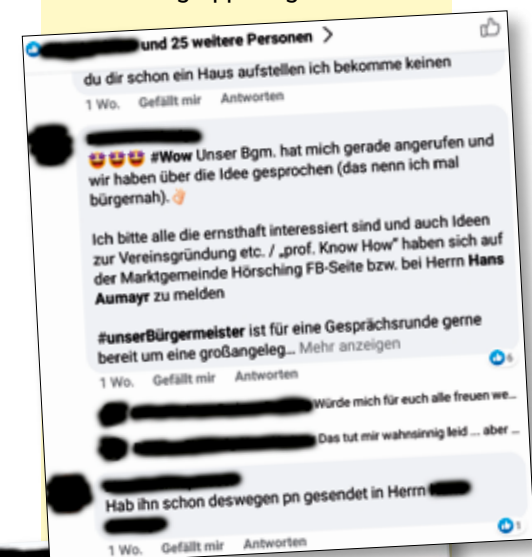 und 25 weitere Personen >
du dir schon ein Haus aufstellen ich bekomme keinen
1 Wo. Gefällt mir Antworten
🤩🤩🤩 #Wow Unser Bgm. hat mich gerade angerufen und
wir haben über die Idee gesprochen (das nenn ich mal
bürgernah).👌
Ich bitte alle die ernsthaft interessiert sind und auch Ideen
zur Vereinsgründung etc. / „prof. Know How“ haben sich auf
der Marktgemeinde Hörsching FB-Seite bzw. bei Herrn Hans
Aumayr zu melden
#unserBürgermeister ist für eine Gesprächsrunde gerne
bereit um eine großangeleg... Mehr anzeigen
6
1 Wo. Gefällt mir Antworten
Würde mich für euch alle freuen we...
Das tut mir wahnsinnig leid ... aber ...
Hab ihn schon deswegen pn gesendet in Herrn
1
1 Wo. Gefällt mir Antworten